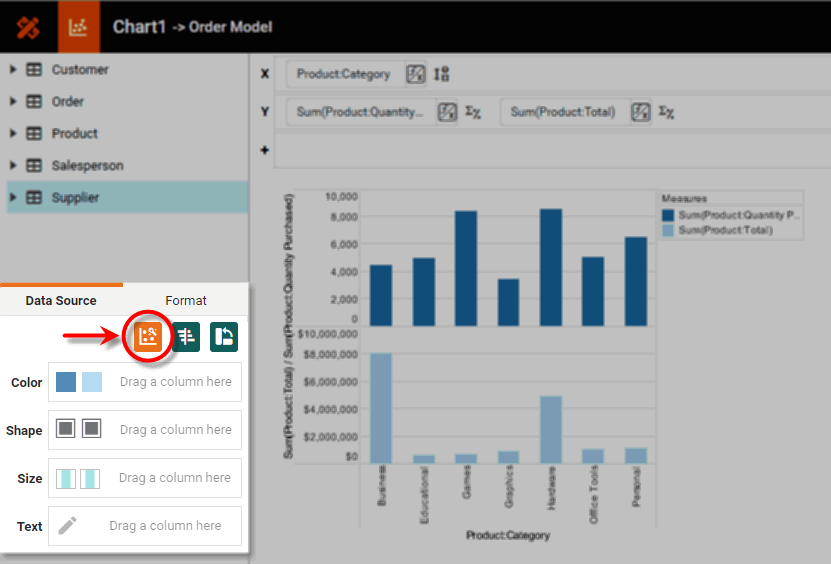 Chart1 -> Order Model
Customer
Order
Product
Salesperson
Supplier
X
Product:Category
Y
Sum(Product:Quantity...
Sum(Product:Total)
+
Data Source
Format
Color
Drag a column here
Shape
Drag a column here
Size
Drag a column here
Text
Drag a column here
Sum(Product:Total) / Sum(Product:Quantity Purchased)
10,000
8,000
6,000
4,000
2,000
0
$10,000,000
$8,000,000
$6,000,000
$4,000,000
$2,000,000
$0
Business
Educational
Games
Graphics
Hardware
Office Tools
Personal
Product:Category
Measures
Sum(Product:Quantity P..
Sum(Product:Total)